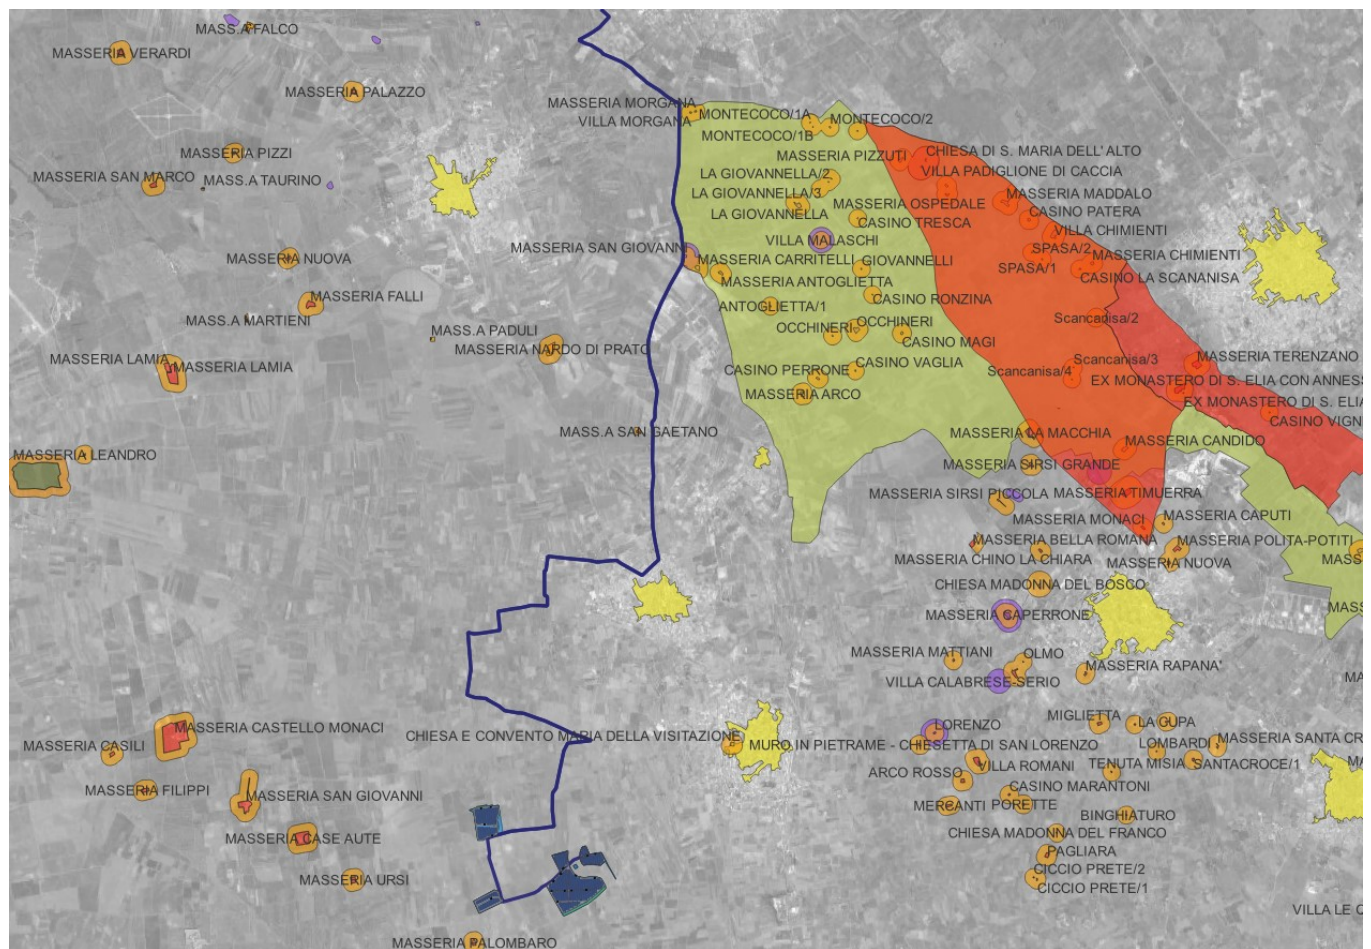 MASS.A FALCO
MASSERIA VERARDI
MASSERIA PALAZZO
MASSERIA MORGANA
MONTECOCO/1A
VILLA MORGANA
MONTECOCO/2
MONTECOCO/1B
MASSERIA PIZZI
MASSERIA PIZZUTI
CHIESA DI S. MARIA DELL' ALTO
MASSERIA SAN MARCO
MASS.A TAURINO
LA GIOVANNELLA/2
VILLA PADIGLIONE DI CACCIA
LA GIOVANNELLA/3
MASSERIA MADDALO
MASSERIA OSPEDALE
LA GIOVANNELLA
CASINO PATERA
CASINO TRESCA
VILLA CHIMIENTI
VILLA MALASCHI
MASSERIA SAN GIOVANNI
SPASA/2
MASSERIA CHIMIENTI
MASSERIA NUOVA
MASSERIA CARRITELLI
GIOVANNELLI
SPASA/1
CASINO LA SCANANISA
MASSERIA ANTOGLIETTA
MASSERIA FALLI
CASINO RONZINA
ANTOGLIETTA/1
MASS.A MARTIENI
Scancanisa/2
OCCHINERI
OCCHINERI
MASS.A PADULI
CASINO MAGI
MASSERIA NARDO DI PRATO
MASSERIA LAMIA
MASSERIA LAMIA
Scancanisa/3
MASSERIA TERENZANO
CASINO VAGLIA
CASINO PERRONE
Scancanisa/4
EX MONASTERO DI S. ELIA CON ANNESS
MASSERIA ARCO
EX MONASTERO DI S. ELIA
CASINO VIGN
MASS.A SAN GAETANO
MASSERIA LA MACCHIA
MASSERIA CANDIDO
MASSERIA LEANDRO
MASSERIA SIRSI GRANDE
MASSERIA SIRSI PICCOLA
MASSERIA TIMUERRA
MASSERIA MONACI
MASSERIA CAPUTI
MASSERIA BELLA ROMANA
MASSERIA POLITA-POTITI
MASSERIA CHINO LA CHIARA
MASSERIA NUOVA
MASS
CHIESA MADONNA DEL BOSCO
MASS
MASSERIA CAPERRONE
MASSERIA MATTIANI
OLMO
MASSERIA RAPANA'
VILLA CALABRESE-SERIO
MA
MIGLIETTA
LA CUPA
LORENZO
MASSERIA CASTELLO MONACI
CHIESA E CONVENTO MARIA DELLA VISITAZIONE
MURO IN PIETRAME - CHIESETTA DI SAN LORENZO
LOMBARDI
MASSERIA SANTA CR
MASSERIA CASILI
VILLA ROMANI
TENUTA MISIA
SANTACROCE/1
MA
ARCO ROSSO
CASINO MARANTONI
MASSERIA FILIPPI
MASSERIA SAN GIOVANNI
MERCANTI
PORETTE
BINGHIATURO
MASSERIA CASE AUTE
CHIESA MADONNA DEL FRANCO
PAGLIARA
CICCIO PRETE/2
MASSERIA URSI
CICCIO PRETE/1
VILLA LE C
MASSERIA PALOMBARO